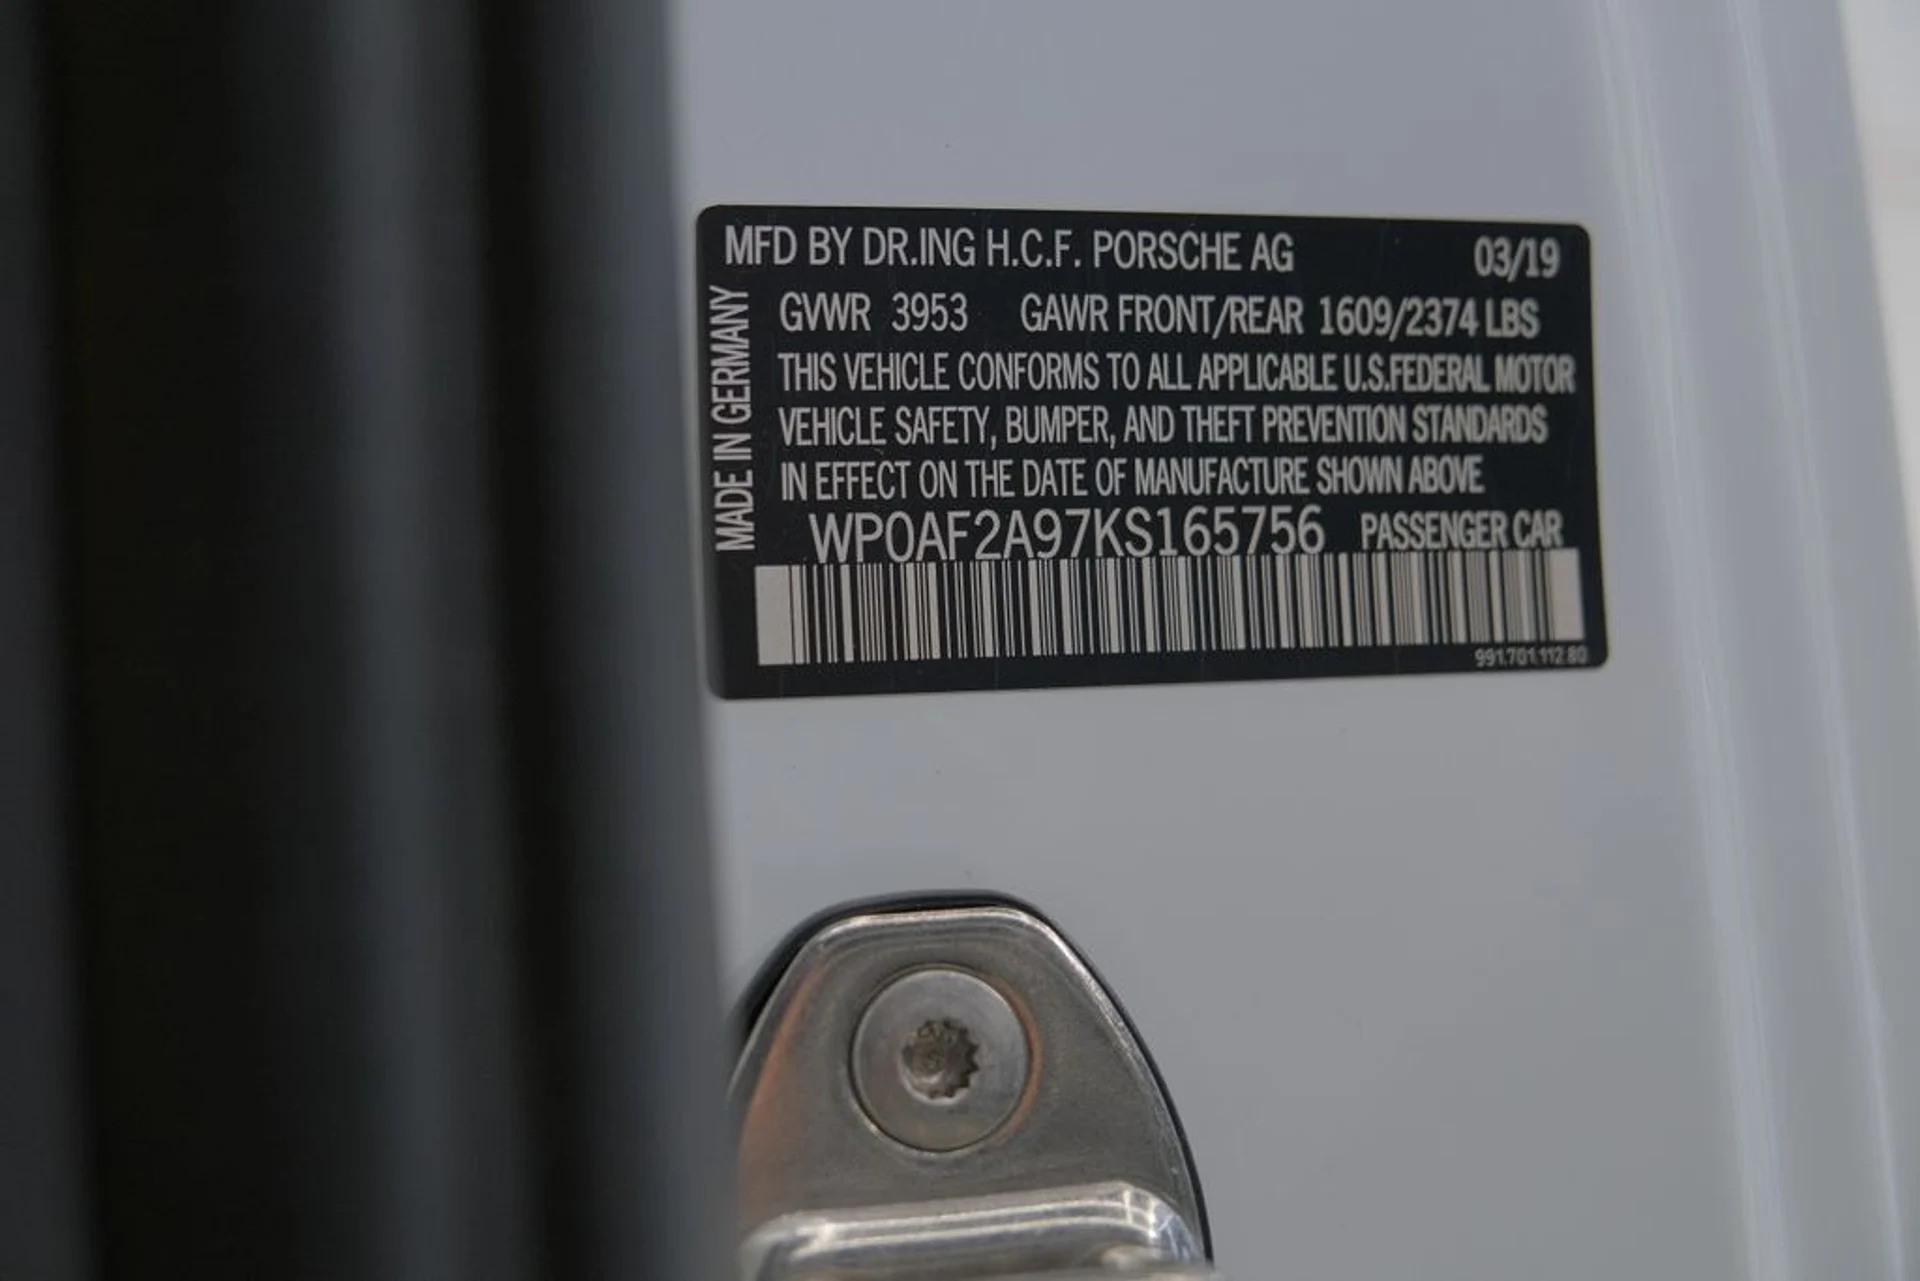 MFD BY DR.ING H.C.F. PORSCHE AG 03/19
MADE IN GERMANY
GVWR 3953 GAWR FRONT/REAR 1609/2374 LBS
THIS VEHICLE CONFORMS TO ALL APPLICABLE U.S.FEDERAL MOTOR
VEHICLE SAFETY, BUMPER, AND THEFT PREVENTION STANDARDS
IN EFFECT ON THE DATE OF MANUFACTURE SHOWN ABOVE
WP0AF2A97KS165756 PASSENGER CAR
991.701.112.80